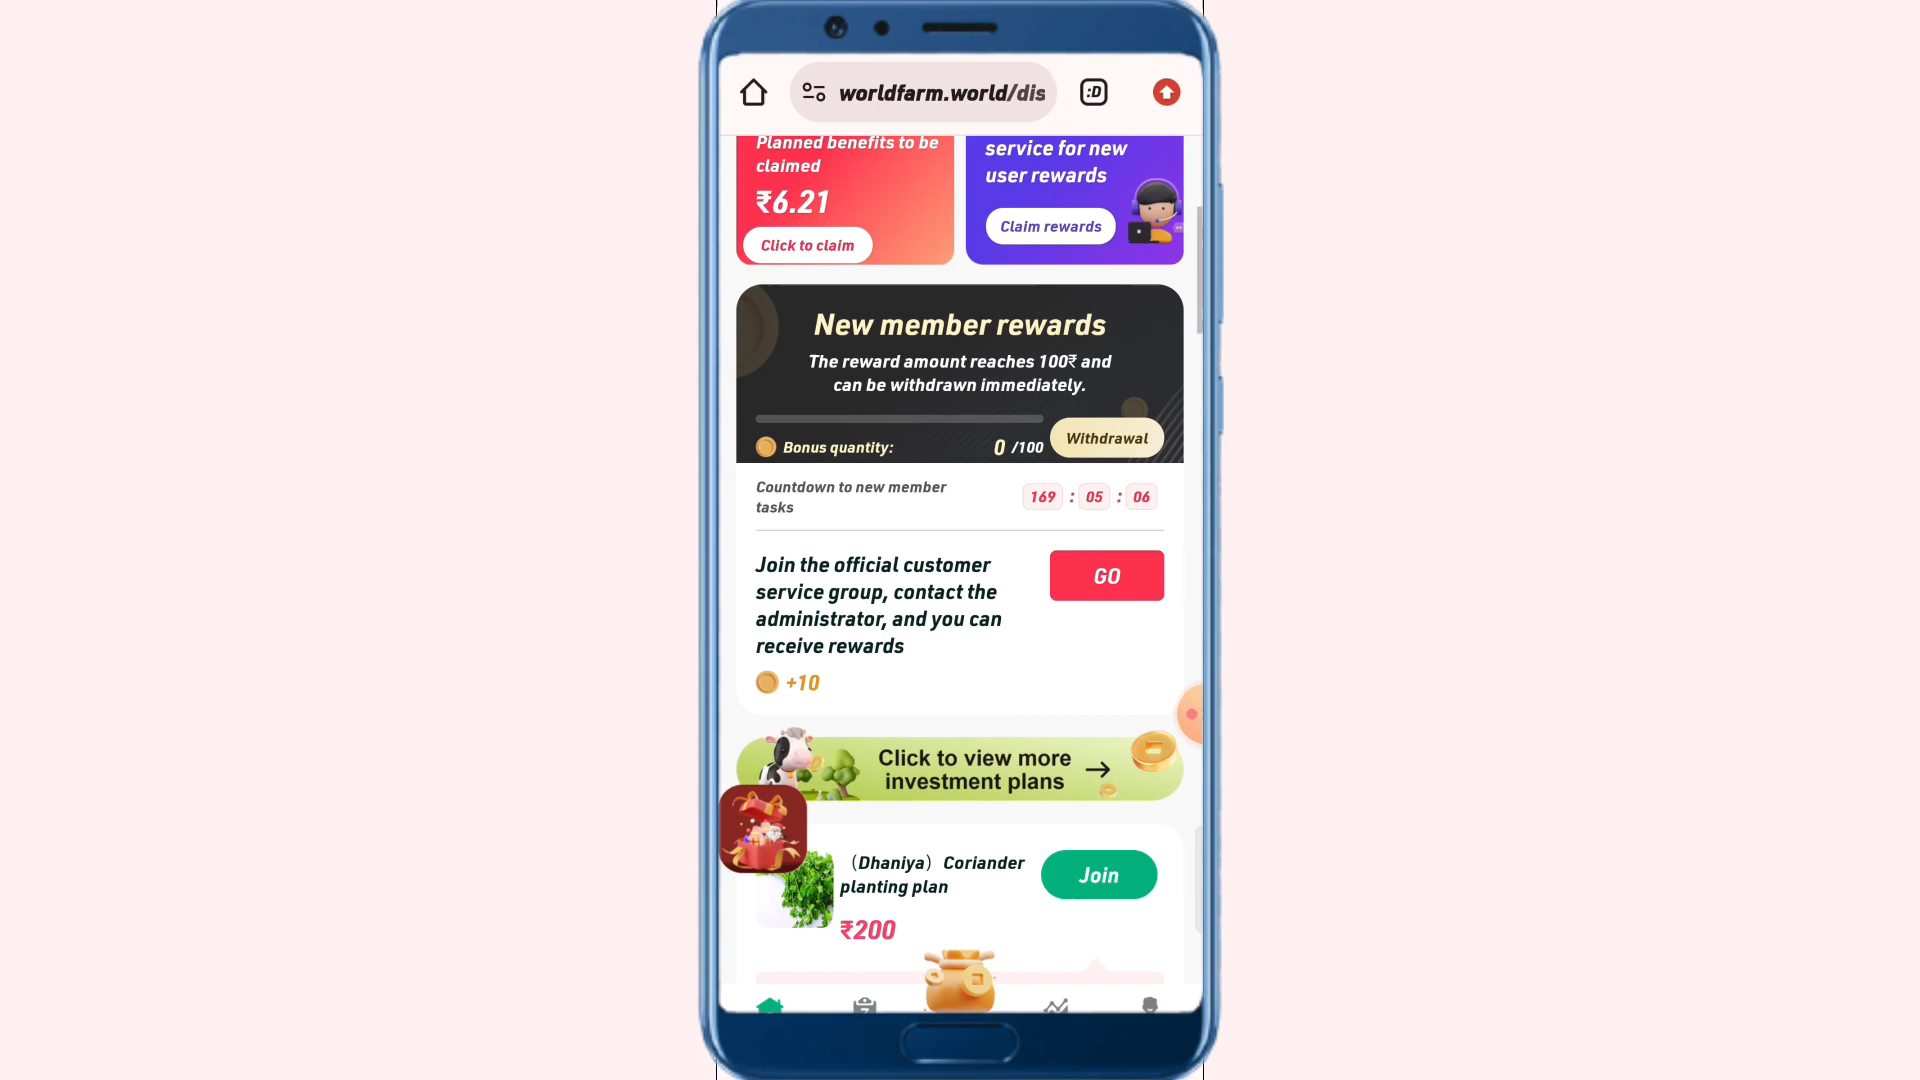 worldfarm.world/dis
:D
Planned benefits to be
claimed
₹6.21
Click to claim
service for new
user rewards
Claim rewards
New member rewards
The reward amount reaches 100₹ and
can be withdrawn immediately.
Bonus quantity:
0 /100
Withdrawal
Countdown to new member
tasks
169 : 05 : 06
Join the official customer
service group, contact the
administrator, and you can
receive rewards
GO
+10
Click to view more
investment plans
（Dhaniya）Coriander
planting plan
₹200
Join